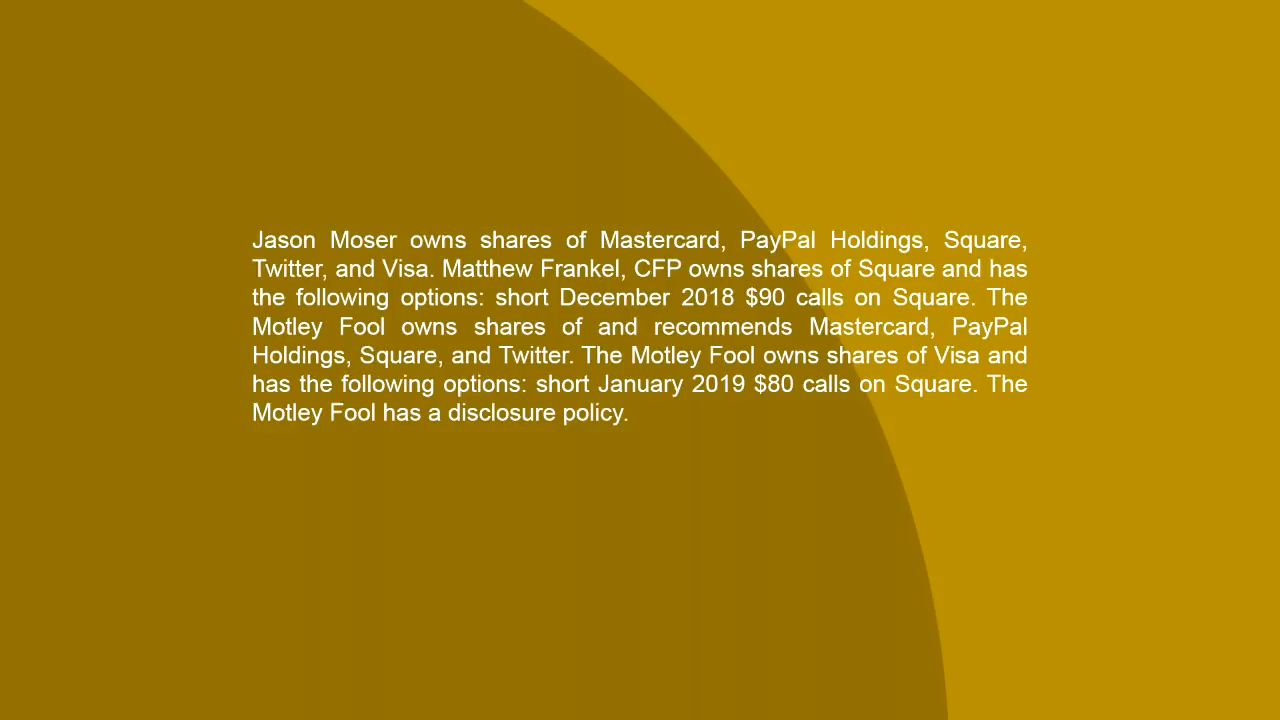 Jason Moser owns shares of Mastercard, PayPal Holdings, Square,
Twitter, and Visa. Matthew Frankel, CFP owns shares of Square and has
the following options: short December 2018 $90 calls on Square. The
Motley Fool owns shares of and recommends Mastercard, PayPal
Holdings, Square, and Twitter. The Motley Fool owns shares of Visa and
has the following options: short January 2019 $80 calls on Square. The
Motley Fool has a disclosure policy.